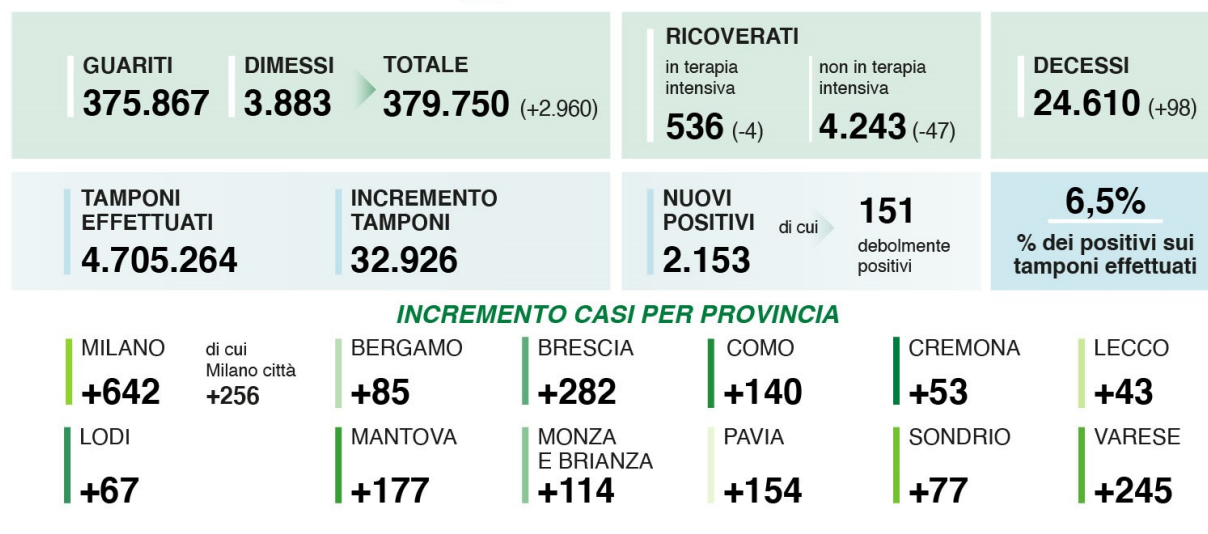 GUARITI
375.867
DIMESSI
3.883
TOTALE
379.750 (+2.960)
RICOVERATI
in terapia
intensiva
536 (-4)
non in terapia
intensiva
4.243 (-47)
DECESSI
24.610 (+98)
TAMPONI
EFFETTUATI
4.705.264
INCREMENTO
TAMPONI
32.926
NUOVI
POSITIVI
2.153
di cui
151
debolmente
positivi
6,5%
% dei positivi sui
tamponi effettuati
INCREMENTO CASI PER PROVINCIA
MILANO
+642
di cui
Milano città
+256
BERGAMO
+85
BRESCIA
+282
COMO
+140
CREMONA
+53
LECCO
+43
LODI
+67
MANTOVA
+177
MONZA
E BRIANZA
+114
PAVIA
+154
SONDRIO
+77
VARESE
+245